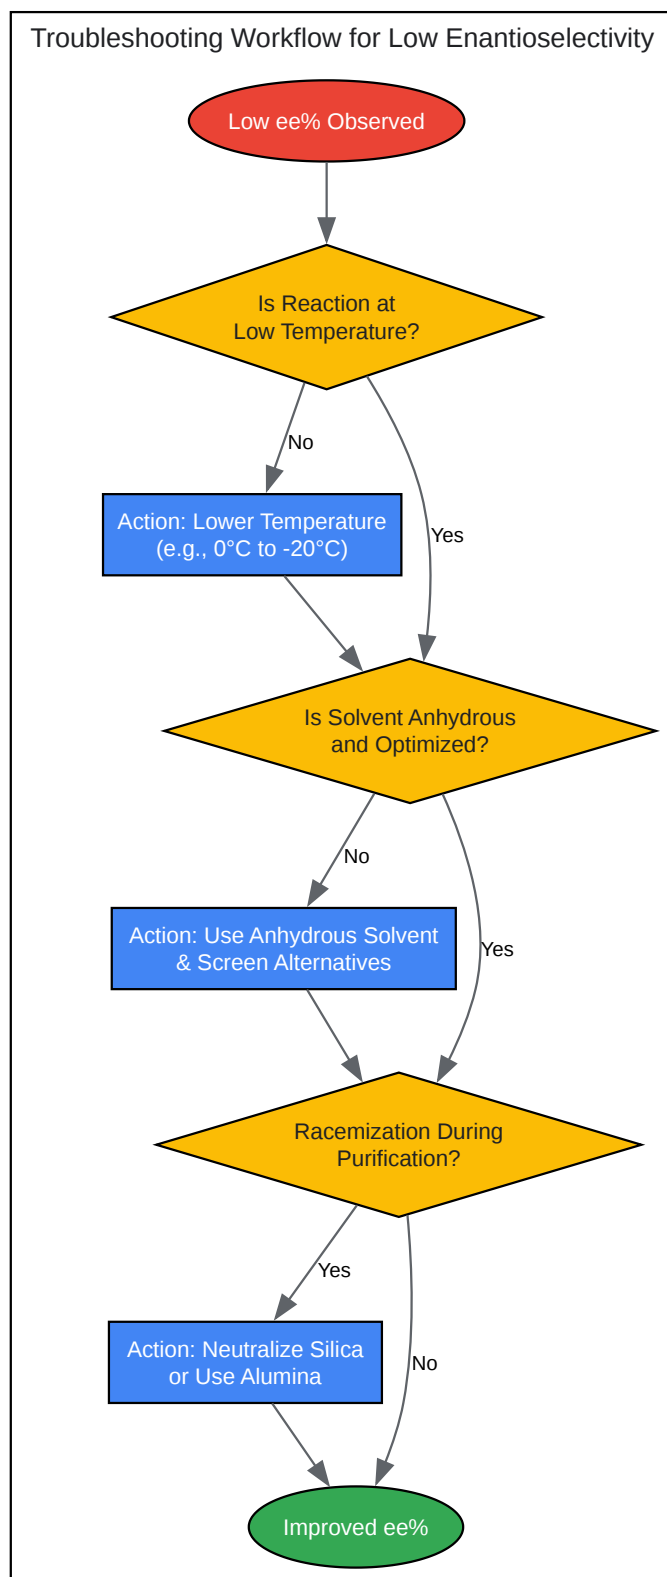 Troubleshooting Workflow for Low Enantioselectivity
Low ee% Observed
Is Reaction at
Low Temperature?
No
Action: Lower Temperature
(e.g., 0°C to -20°C)
Yes
Is Solvent Anhydrous
and Optimized?
No
Action: Use Anhydrous Solvent
& Screen Alternatives
Yes
Racemization During
Purification?
Yes
Action: Neutralize Silica
or Use Alumina
No
Improved ee%